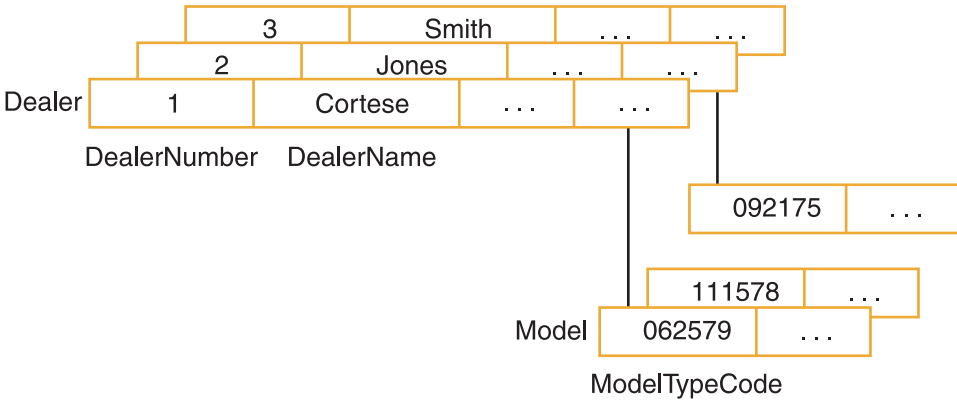 3 Smith ... ...
2 Jones ... ...
Dealer 1 Cortese ... ...
DealerNumber DealerName
092175 ...
111578 ...
Model 062579 ...
ModelTypeCode